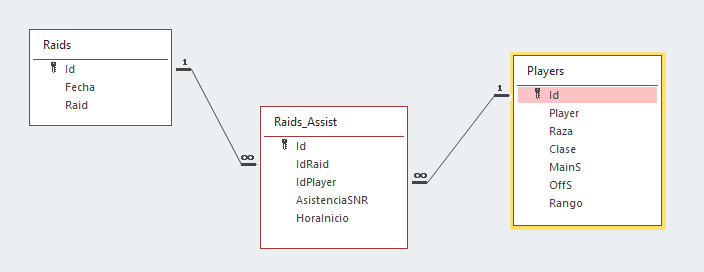 Raids
Id
Fecha
Raid
1
∞
Raids_Assist
Id
IdRaid
IdPlayer
AsistenciaSNR
HoraInicio
∞
1
Players
Id
Player
Raza
Clase
MainS
OffS
Rango